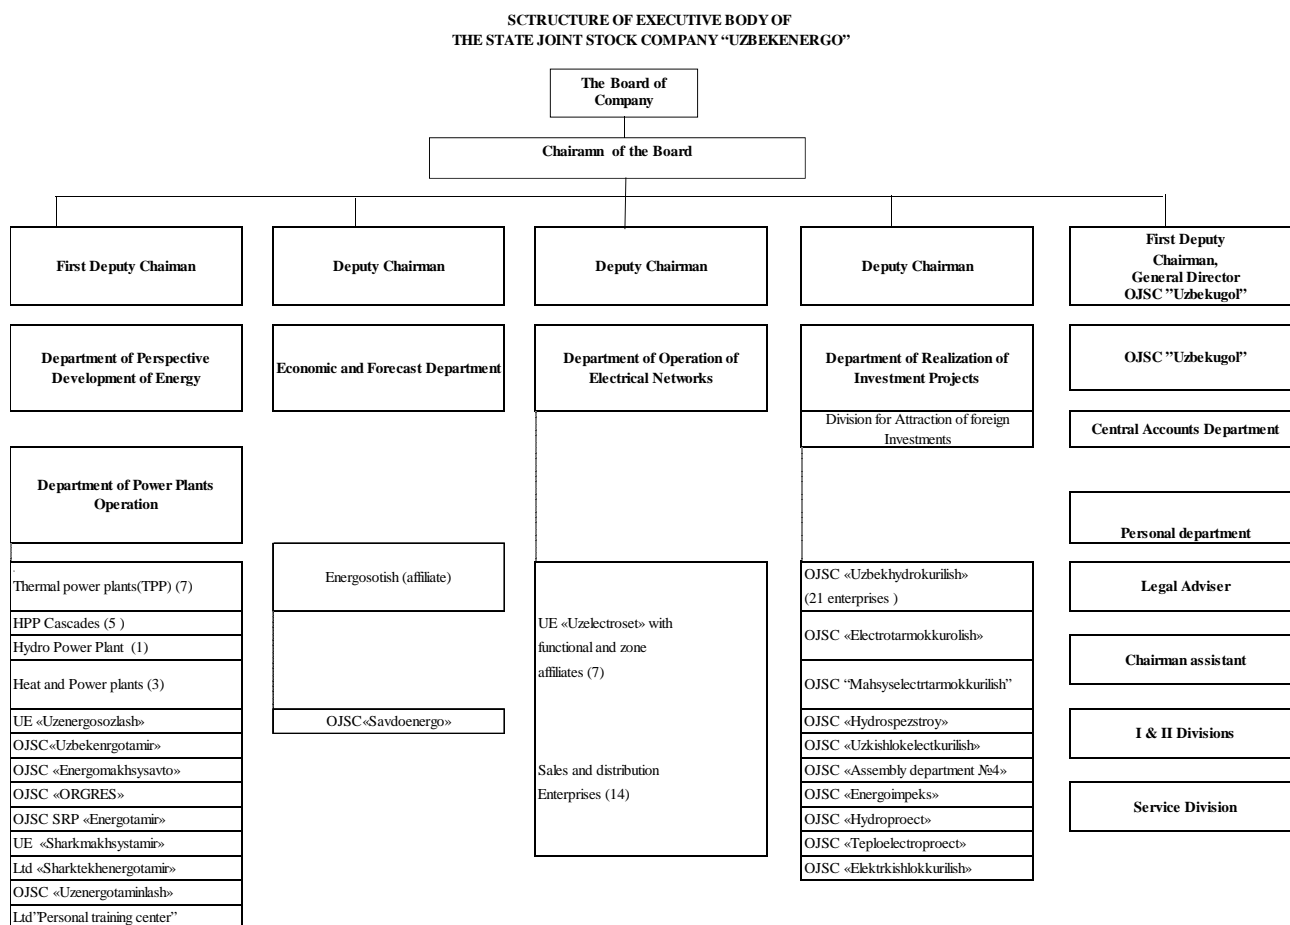 SCTRUCTURE OF EXECUTIVE BODY OF
THE STATE JOINT STOCK COMPANY “UZBEKENERGO”
The Board of
Company
Chairamn of the Board
First Deputy Chaiman
Deputy Chairman
Deputy Chairman
Deputy Chairman
First Deputy
Chairman,
General Director
OJSC ”Uzbekugol”
Department of Perspective
Development of Energy
Economic and Forecast Department
Department of Operation of
Electrical Networks
Department of Realization of
Investment Projects
OJSC ”Uzbekugol”
Division for Attraction of foreign
Investments
Central Accounts Department
Department of Power Plants
Operation
Personal department
Thermal power plants(TPP) (7)
HPP Cascades (5 )
Hydro Power Plant (1)
Heat and Power plants (3)
UE «Uzenergosozlash»
OJSC«Uzbekenrgotamir»
OJSC «Energomakhsysavto»
OJSC «ORGRES»
OJSC SRP «Energotamir»
UE «Sharkmakhsystamir»
Ltd «Sharktekhenergotamir»
OJSC «Uzenergotaminlash»
Ltd”Personal training center”
Energosotish (affiliate)
OJSC«Savdoenergo»
UE «Uzelectroset» with
functional and zone
affiliates (7)
Sales and distribution
Enterprises (14)
OJSC «Uzbekhydrokurilish»
(21 enterprises )
OJSC «Electrotarmokkurolish»
OJSC “Mahsyselectrtarmokkurilish”
OJSC «Hydrospezstroy»
OJSC «Uzkishlokelectkurilish»
OJSC «Assembly department №4»
OJSC «Energoimpeks»
OJSC «Hydroproect»
OJSC «Teploelectroproect»
OJSC «Elektrkishlokkurilish»
Legal Adviser
Chairman assistant
I & II Divisions
Service Division